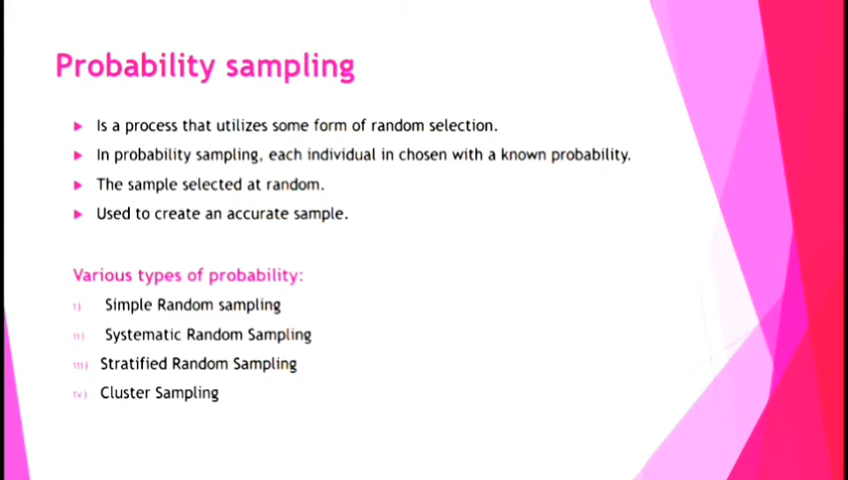 Probability sampling
Is a process that utilizes some form of random selection.
In probability sampling, each individual in chosen with a known probability.
The sample selected at random.
Used to create an accurate sample.
Various types of probability:
i) Simple Random sampling
ii) Systematic Random Sampling
iii) Stratified Random Sampling
iv) Cluster Sampling